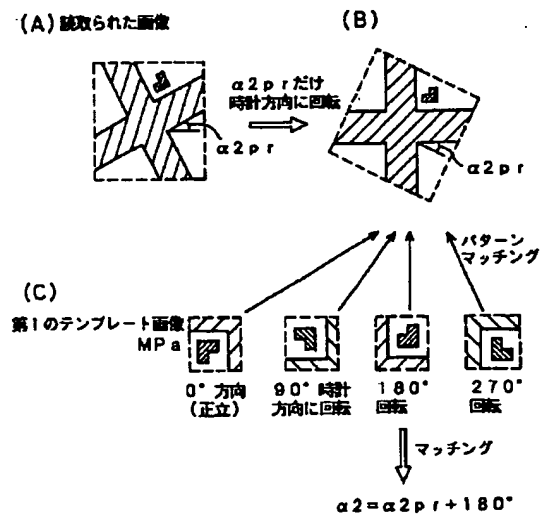 (A) 読取られた画像
(B)
α2prだけ
時計方向に回転
α2pr
α2pr
パターン
マッチング
(C)
第1のテンプレート画像
MPa
0°方向
(正立)
90°時計
方向に回転
180°
回転
270°
回転
マッチング
α2=α2pr+180°